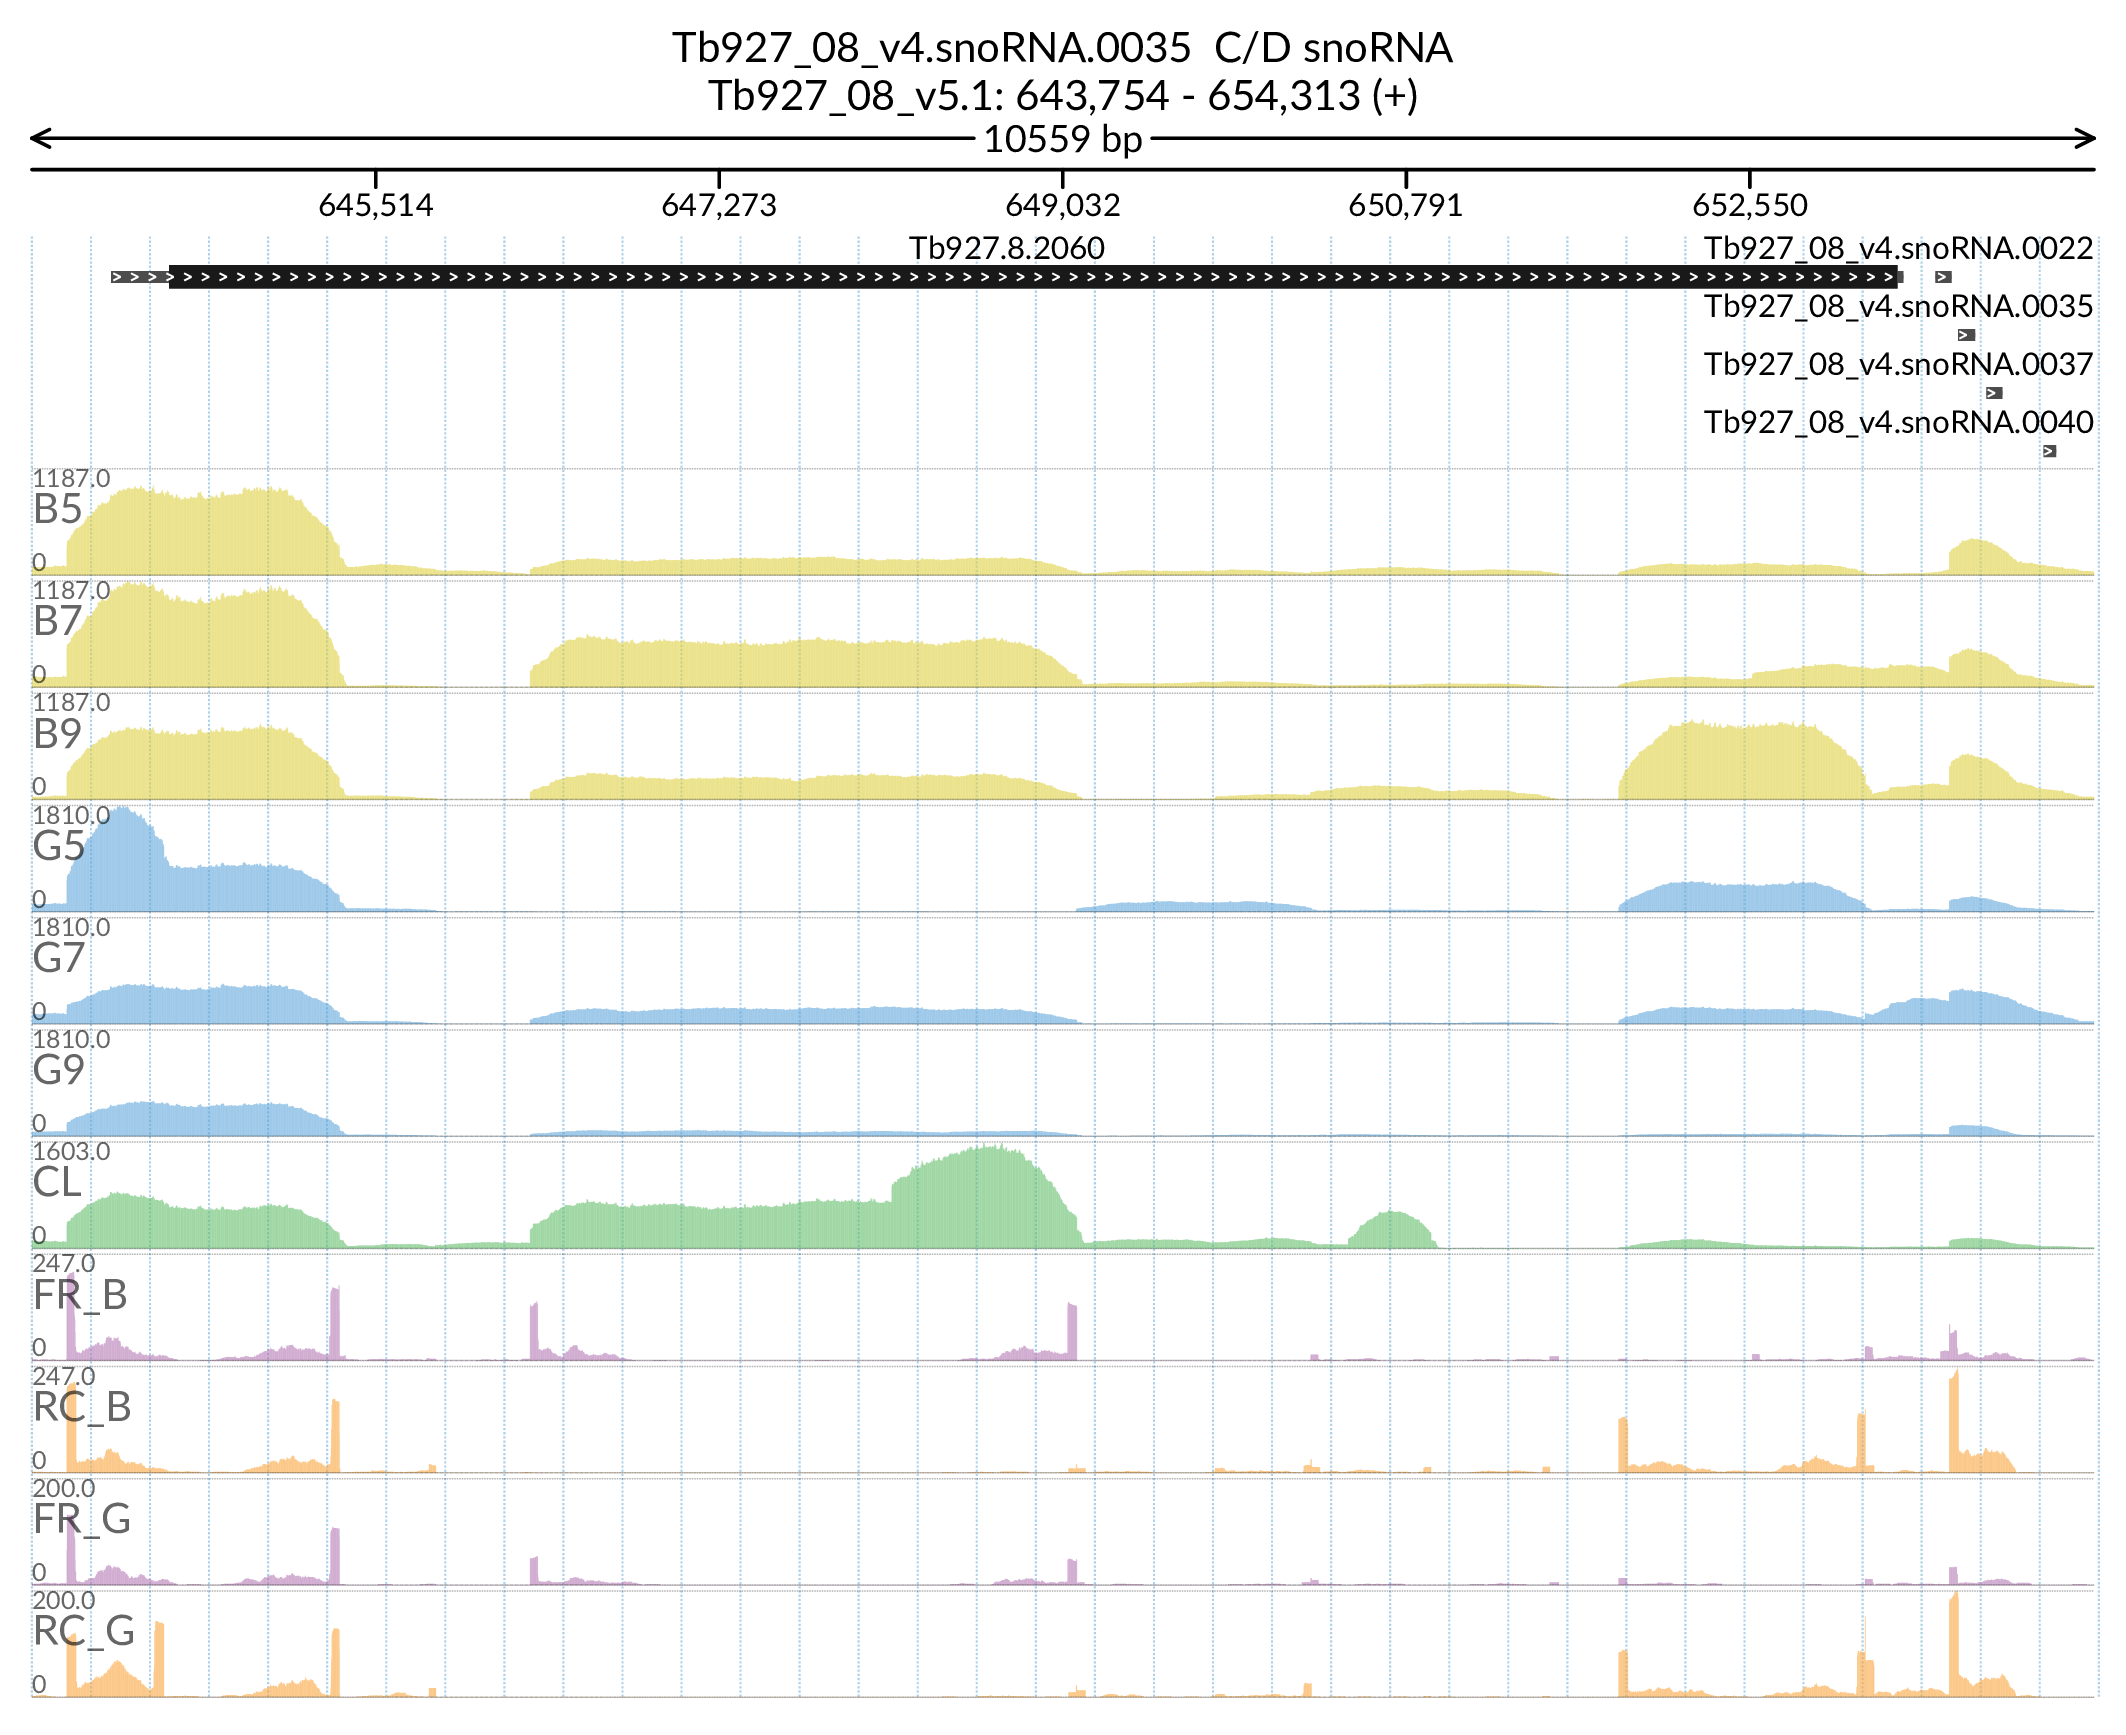 Tb927_08_v4.snoRNA.0035 C/D snoRNA
Tb927_08_v5.1: 643,754 - 654,313 (+)
10559 bp
645,514 647,273 649,032 650,791 652,550
Tb927.8.2060 Tb927_08_v4.snoRNA.0022
Tb927_08_v4.snoRNA.0035
Tb927_08_v4.snoRNA.0037
Tb927_08_v4.snoRNA.0040
1187.0
B5
0
1187.0
B7
0
1187.0
B9
0
1810.0
G5
0
1810.0
G7
0
1810.0
G9
0
1603.0
CL
0
247.0
FR_B
0
247.0
RC_B
0
200.0
FR_G
0
200.0
RC_G
0